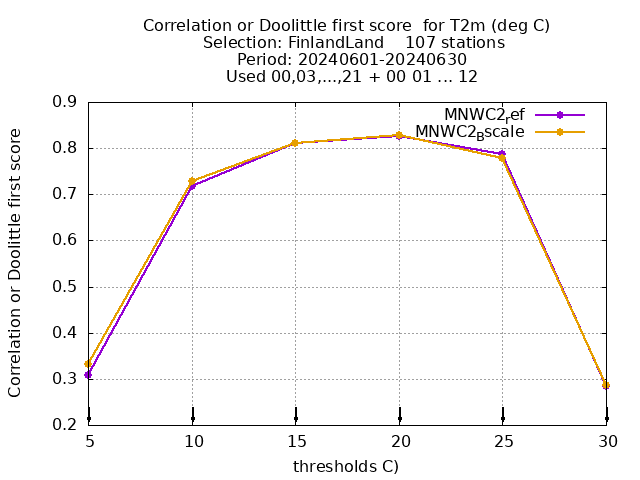 Correlation or Doolittle first score  for T2m (deg C)
Selection: FinlandLand    107 stations
Period: 20240601-20240630
Used 00,03,...,21 + 00 01 ... 12
MNWC2ref
MNWC2Bscale
Correlation or Doolittle first score
0.9
0.8
0.7
0.6
0.5
0.4
0.3
0.2
5 10 15 20 25 30
thresholds C)